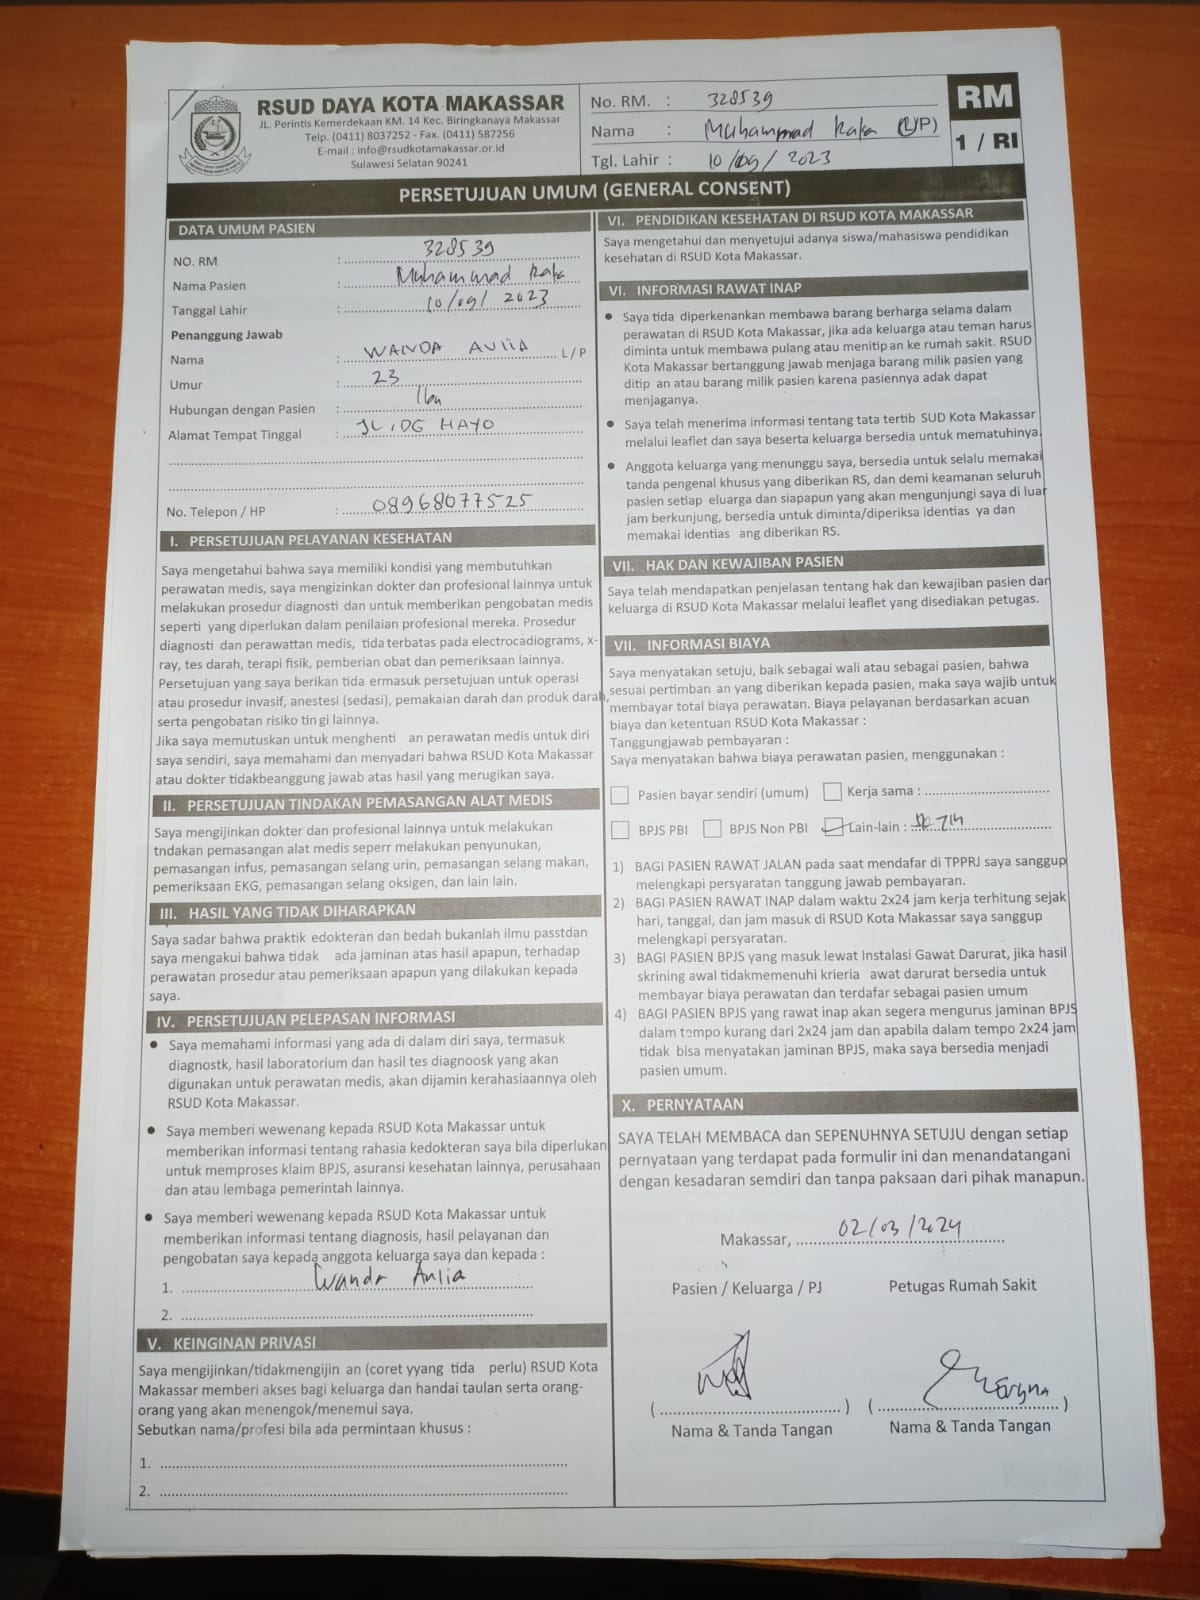 RSUD DAYA KOTA MAKASSAR
JL. Perintis Kemerdekaan KM. 14 Kec. Biringkanaya Makassar
Telp. (0411) 8037252 - Fax. (0411) 587256
E-mail : info@rsudkotamakassar.or.id
Sulawesi Selatan 90241
No. RM. : 328539
Nama : Muhammad Raka (L/P)
Tgl. Lahir : 10/09/2023
RM
1 / RI
PERSETUJUAN UMUM (GENERAL CONSENT)
DATA UMUM PASIEN
NO. RM : 328539
Nama Pasien : Muhammad Raka
Tanggal Lahir : 10/09/2023
Penanggung Jawab
Nama : WANDA AULIA L/P
Umur : 23
Hubungan dengan Pasien : Ibu
Alamat Tempat Tinggal : JL. DG HAYO
No. Telepon / HP : 08968077525
I. PERSETUJUAN PELAYANAN KESEHATAN
Saya mengetahui bahwa saya memiliki kondisi yang membutuhkan
perawatan medis, saya mengizinkan dokter dan profesional lainnya untuk
melakukan prosedur diagnosti dan untuk memberikan pengobatan medis
seperti yang diperlukan dalam penilaian profesional mereka. Prosedur
diagnosti dan perawattan medis, tida terbatas pada electrocadiograms, x-
ray, tes darah, terapi fisik, pemberian obat dan pemeriksaan lainnya.
Persetujuan yang saya berikan tida ermasuk persetujuan untuk operasi
atau prosedur invasif, anestesi (sedasi), pemakaian darah dan produk darah,
serta pengobatan risiko tin gi lainnya.
Jika saya memutuskan untuk menghenti an perawatan medis untuk diri
saya sendiri, saya memahami dan menyadari bahwa RSUD Kota Makassar
atau dokter tidakbeanggung jawab atas hasil yang merugikan saya.
II. PERSETUJUAN TINDAKAN PEMASANGAN ALAT MEDIS
Saya mengijinkan dokter dan profesional lainnya untuk melakukan
tndakan pemasangan alat medis seperr melakukan penyunukan,
pemasangan infus, pemasangan selang urin, pemasangan selang makan,
pemeriksaan EKG, pemasangan selang oksigen, dan lain lain.
III. HASIL YANG TIDAK DIHARAPKAN
Saya sadar bahwa praktik edokteran dan bedah bukanlah ilmu passtdan
saya mengakui bahwa tidak ada jaminan atas hasil apapun, terhadap
perawatan prosedur atau pemeriksaan apapun yang dilakukan kepada
saya.
IV. PERSETUJUAN PELEPASAN INFORMASI
• Saya memahami informasi yang ada di dalam diri saya, termasuk
diagnostk, hasil laboratorium dan hasil tes diagnoosk yang akan
digunakan untuk perawatan medis, akan dijamin kerahasiaannya oleh
RSUD Kota Makassar.
• Saya memberi wewenang kepada RSUD Kota Makassar untuk
memberikan informasi tentang rahasia kedokteran saya bila diperlukan
untuk memproses klaim BPJS, asuransi kesehatan lainnya, perusahaan
dan atau lembaga pemerintah lainnya.
• Saya memberi wewenang kepada RSUD Kota Makassar untuk
memberikan informasi tentang diagnosis, hasil pelayanan dan
pengobatan saya kepada anggota keluarga saya dan kepada :
1. Wanda Aulia
2.
V. KEINGINAN PRIVASI
Saya mengijinkan/tidakmengijin an (coret yyang tida perlu) RSUD Kota
Makassar memberi akses bagi keluarga dan handai taulan serta orang-
orang yang akan menengok/menemui saya.
Sebutkan nama/profesi bila ada permintaan khusus :
1.
2.
VI. PENDIDIKAN KESEHATAN DI RSUD KOTA MAKASSAR
Saya mengetahui dan menyetujui adanya siswa/mahasiswa pendidikan
kesehatan di RSUD Kota Makassar.
VI. INFORMASI RAWAT INAP
• Saya tida diperkenankan membawa barang berharga selama dalam
perawatan di RSUD Kota Makassar, jika ada keluarga atau teman harus
diminta untuk membawa pulang atau menitip an ke rumah sakit. RSUD
Kota Makassar bertanggung jawab menjaga barang milik pasien yang
ditip an atau barang milik pasien karena pasiennya adak dapat
menjaganya.
• Saya telah menerima informasi tentang tata tertib SUD Kota Makassar
melalui leaflet dan saya beserta keluarga bersedia untuk mematuhinya.
• Anggota keluarga yang menunggu saya, bersedia untuk selalu memakai
tanda pengenal khusus yang diberikan RS, dan demi keamanan seluruh
pasien setiap eluarga dan siapapun yang akan mengunjungi saya di luar
jam berkunjung, bersedia untuk diminta/diperiksa identias ya dan
memakai identias ang diberikan RS.
VII. HAK DAN KEWAJIBAN PASIEN
Saya telah mendapatkan penjelasan tentang hak dan kewajiban pasien dan
keluarga di RSUD Kota Makassar melalui leaflet yang disediakan petugas.
VII. INFORMASI BIAYA
Saya menyatakan setuju, baik sebagai wali atau sebagai pasien, bahwa
sesuai pertimban an yang diberikan kepada pasien, maka saya wajib untuk
membayar total biaya perawatan. Biaya pelayanan berdasarkan acuan
biaya dan ketentuan RSUD Kota Makassar :
Tanggungjawab pembayaran :
Saya menyatakan bahwa biaya perawatan pasien, menggunakan :
Pasien bayar sendiri (umum) Kerja sama :
BPJS PBI BPJS Non PBI Lain-lain :
1) BAGI PASIEN RAWAT JALAN pada saat mendafar di TPPRJ saya sanggup
melengkapi persyaratan tanggung jawab pembayaran.
2) BAGI PASIEN RAWAT INAP dalam waktu 2x24 jam kerja terhitung sejak
hari, tanggal, dan jam masuk di RSUD Kota Makassar saya sanggup
melengkapi persyaratan.
3) BAGI PASIEN BPJS yang masuk lewat Instalasi Gawat Darurat, jika hasil
skrining awal tidakmemenuhi krieria awat darurat bersedia untuk
membayar biaya perawatan dan terdafar sebagai pasien umum
4) BAGI PASIEN BPJS yang rawat inap akan segera mengurus jaminan BPJS
dalam tempo kurang dari 2x24 jam dan apabila dalam tempo 2x24 jam
tidak bisa menyatakan jaminan BPJS, maka saya bersedia menjadi
pasien umum.
X. PERNYATAAN
SAYA TELAH MEMBACA dan SEPENUHNYA SETUJU dengan setiap
pernyataan yang terdapat pada formulir ini dan menandatangani
dengan kesadaran semdiri dan tanpa paksaan dari pihak manapun.
Makassar, 02/03/2024
Pasien / Keluarga / PJ Petugas Rumah Sakit
( ) ( )
Nama & Tanda Tangan Nama & Tanda Tangan